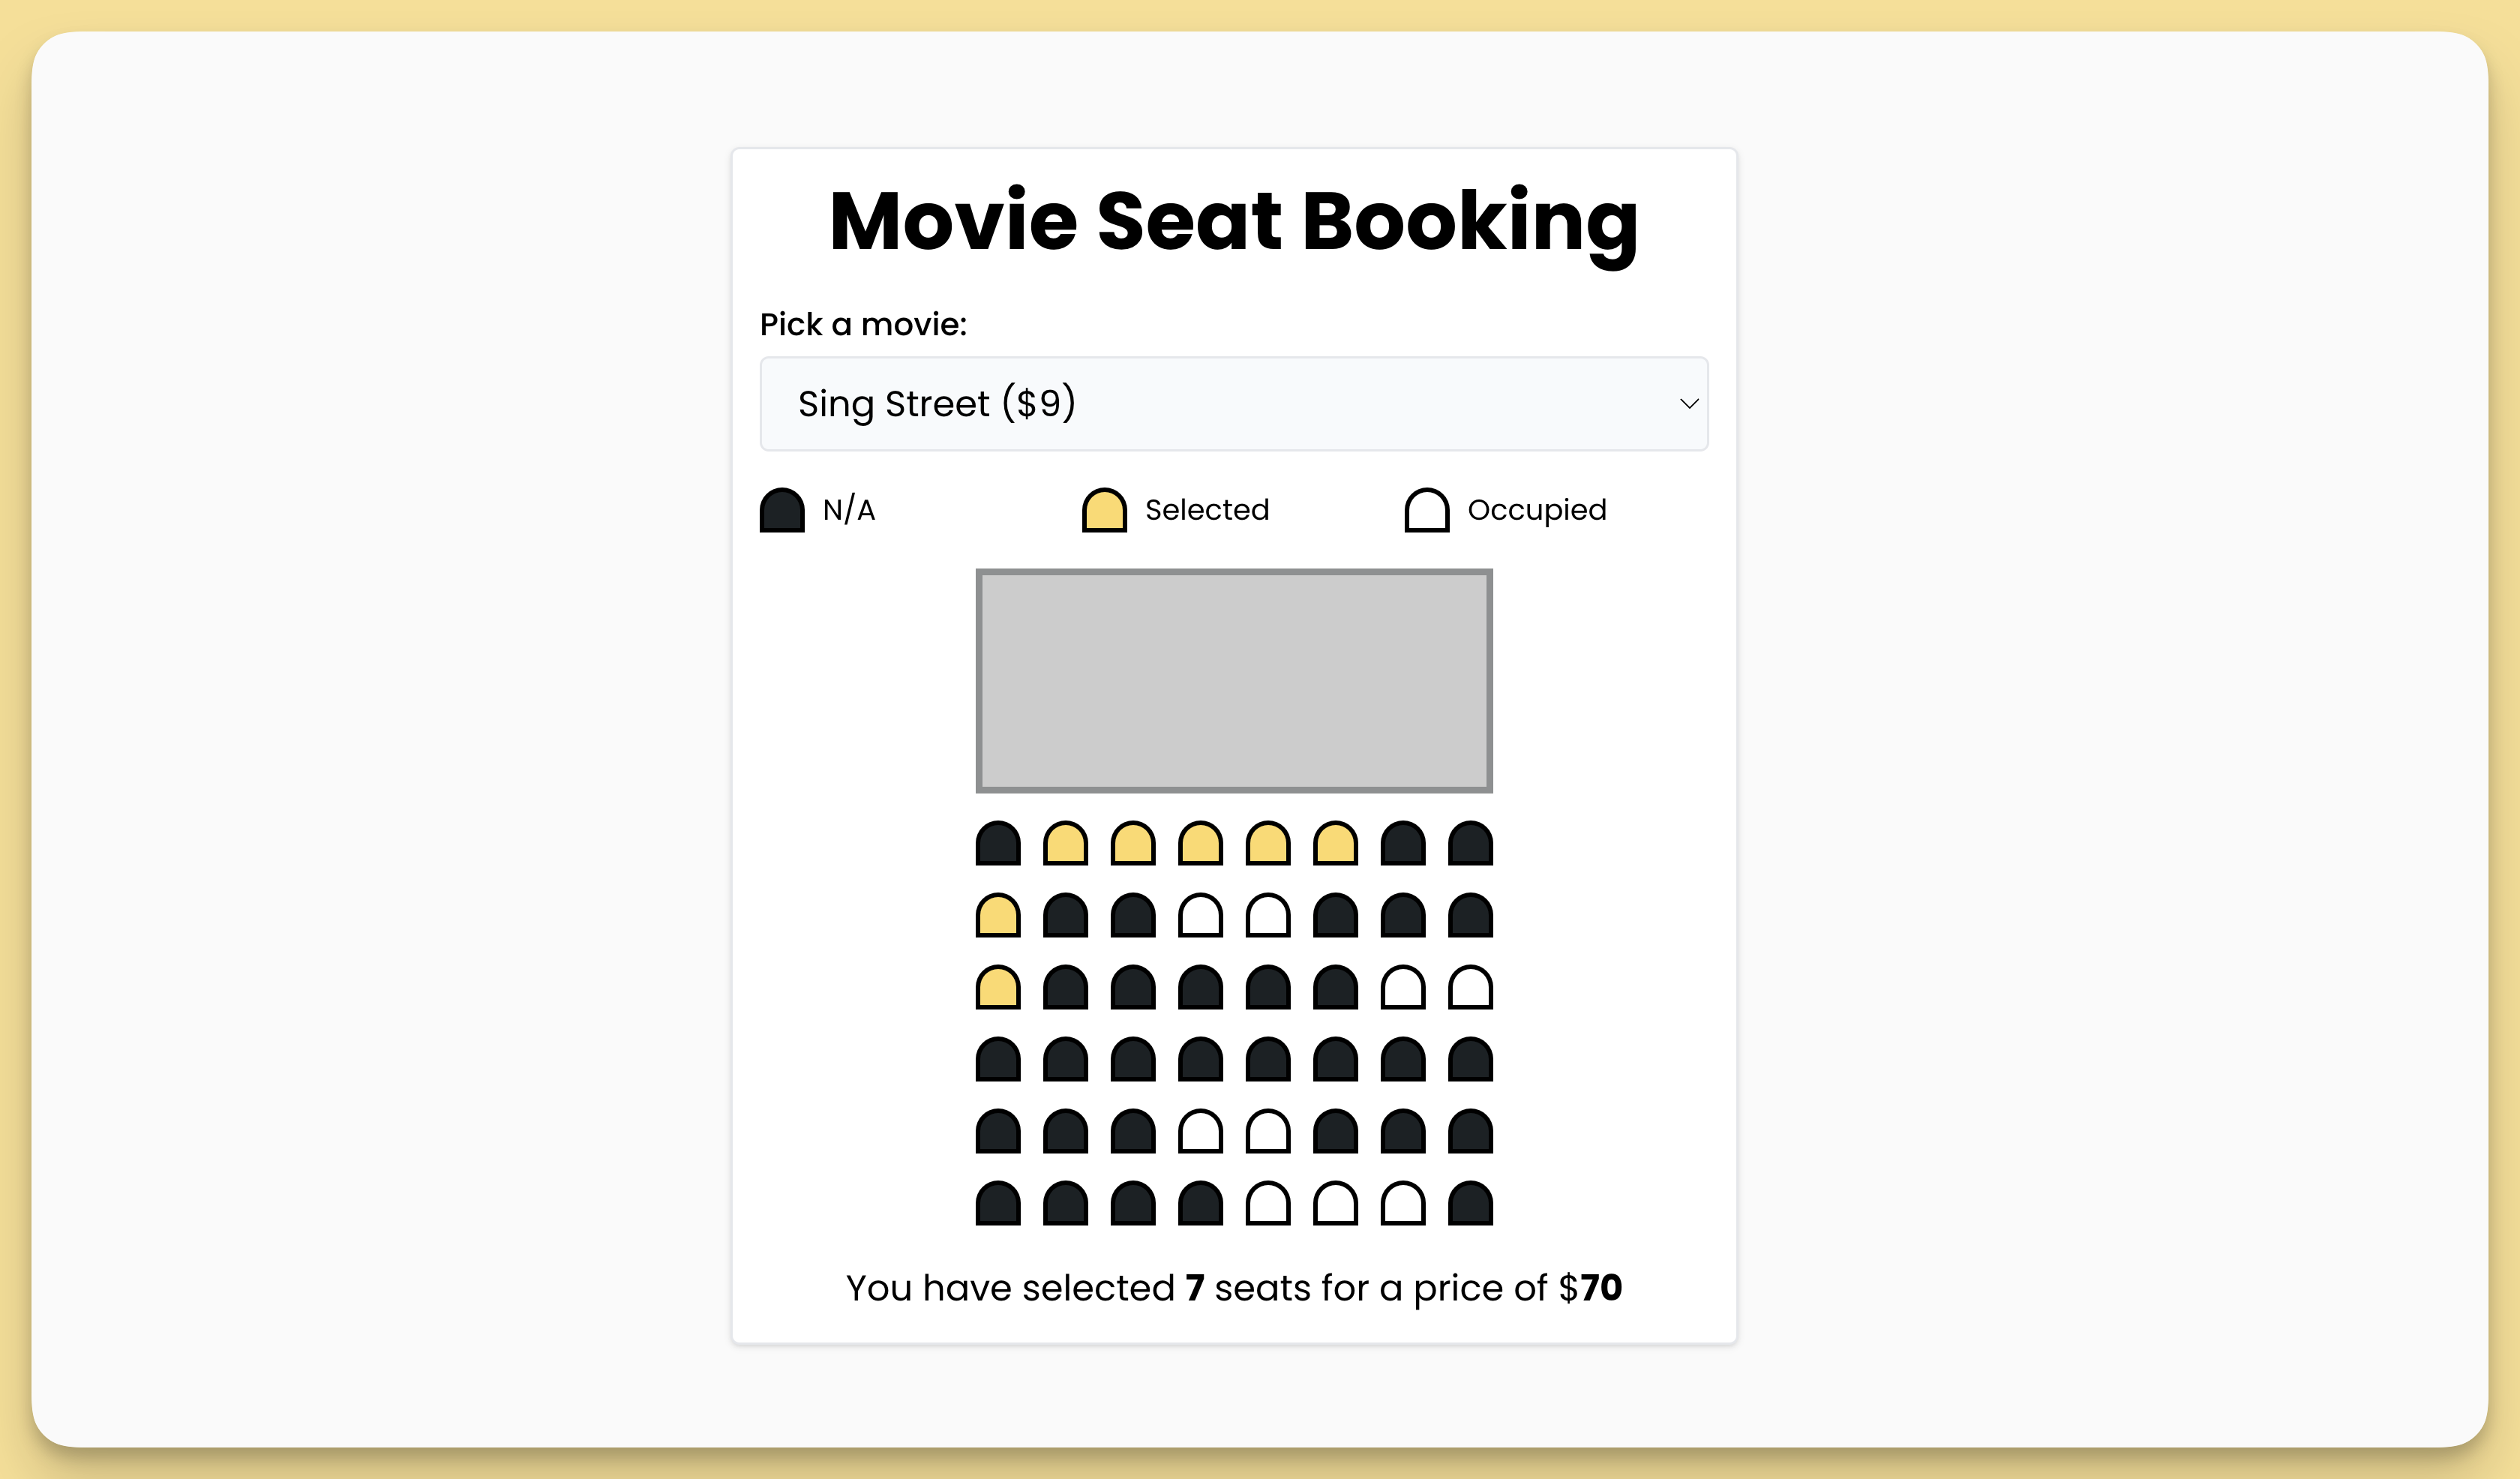 Movie Seat Booking
Pick a movie:
Sing Street ($9)
N/A
Selected
Occupied
You have selected 7 seats for a price of $70